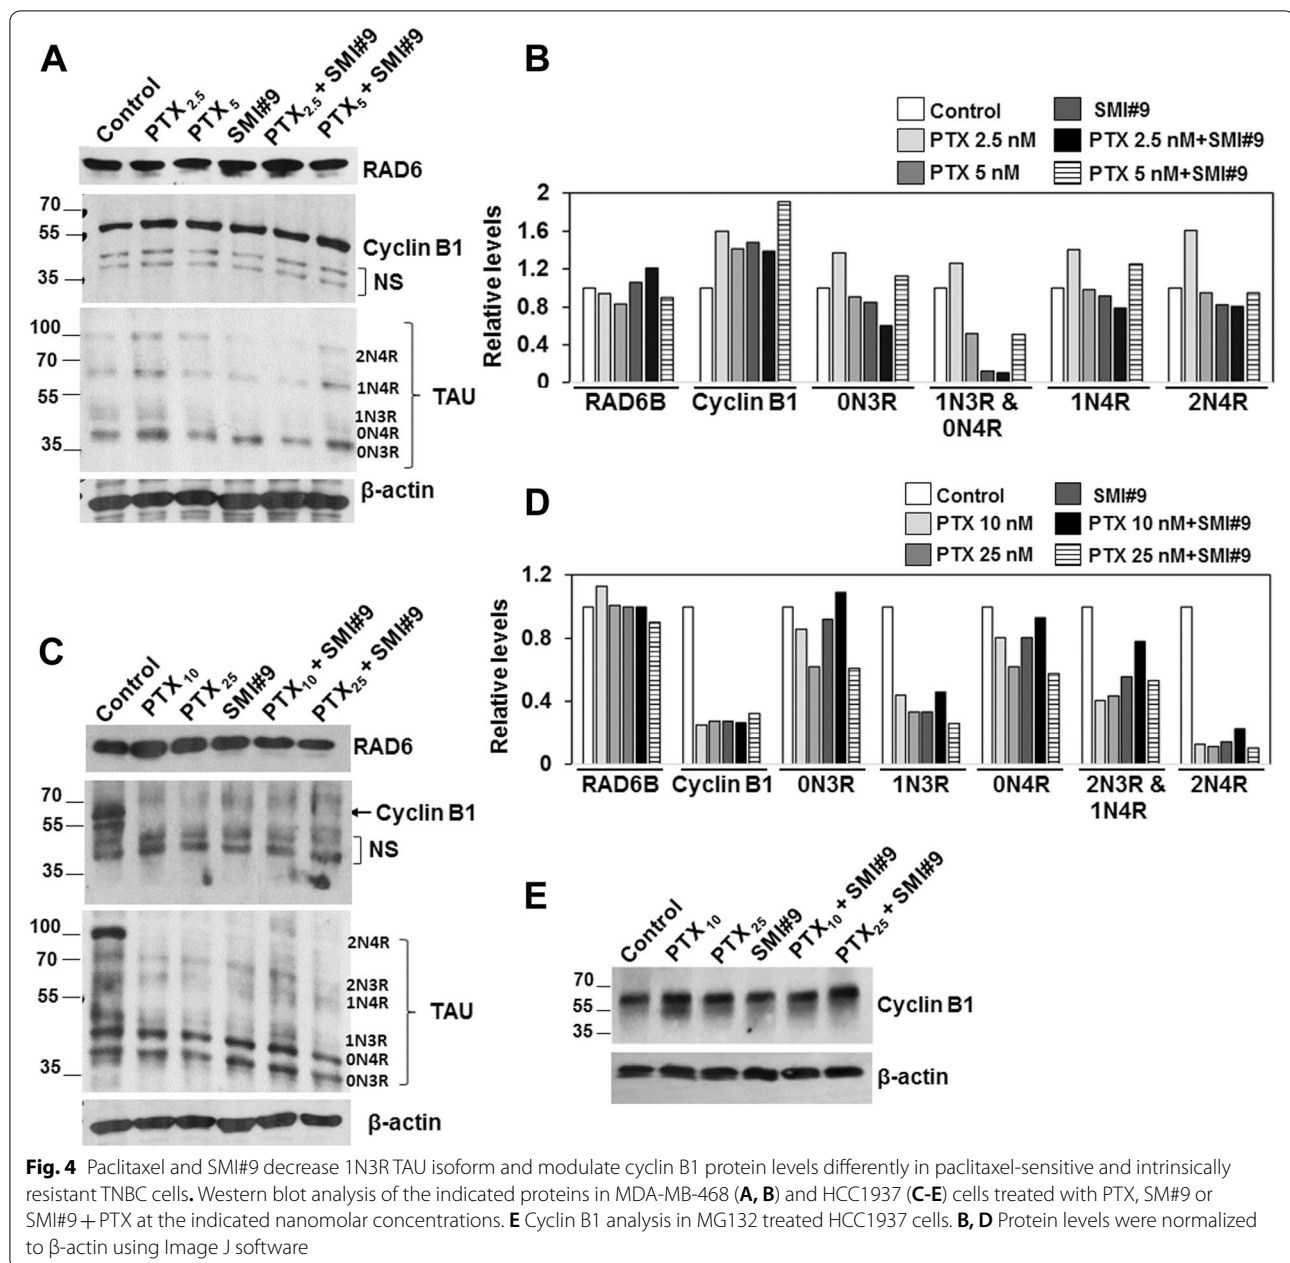 A
Control
PTX 2.5
PTX 5
SMI#9
PTX2.5 + SMI#9
PTX5 + SMI#9
RAD6
70
55
35
Cyclin B1
NS
100
70
55
35
2N4R
1N4R
1N3R
0N4R
0N3R
TAU
β-actin
B
Control
SMI#9
PTX 2.5 nM
PTX 2.5 nM+SMI#9
PTX 5 nM
PTX 5 nM+SMI#9
Relative levels
2
1.6
1.2
0.8
0.4
0
RAD6B
Cyclin B1
0N3R
1N3R &
0N4R
1N4R
2N4R
C
Control
PTX 10
PTX 25
SMI#9
PTX10 + SMI#9
PTX25 + SMI#9
RAD6
70
55
35
Cyclin B1
NS
100
70
55
35
2N4R
2N3R
1N4R
1N3R
0N4R
0N3R
TAU
β-actin
D
Control
SMI#9
PTX 10 nM
PTX 10 nM+SMI#9
PTX 25 nM
PTX 25 nM+SMI#9
Relative levels
1.2
0.8
0.4
0
RAD6B
Cyclin B1
0N3R
1N3R
0N4R
2N3R &
1N4R
2N4R
E
Control
PTX 10
PTX 25
SMI#9
PTX10 + SMI#9
PTX25 + SMI#9
70
55
35
Cyclin B1
β-actin
Fig. 4 Paclitaxel and SMI#9 decrease 1N3R TAU isoform and modulate cyclin B1 protein levels differently in paclitaxel-sensitive and intrinsically
resistant TNBC cells. Western blot analysis of the indicated proteins in MDA-MB-468 (A, B) and HCC1937 (C-E) cells treated with PTX, SM#9 or
SMI#9 + PTX at the indicated nanomolar concentrations. E Cyclin B1 analysis in MG132 treated HCC1937 cells. B, D Protein levels were normalized
to β-actin using Image J software